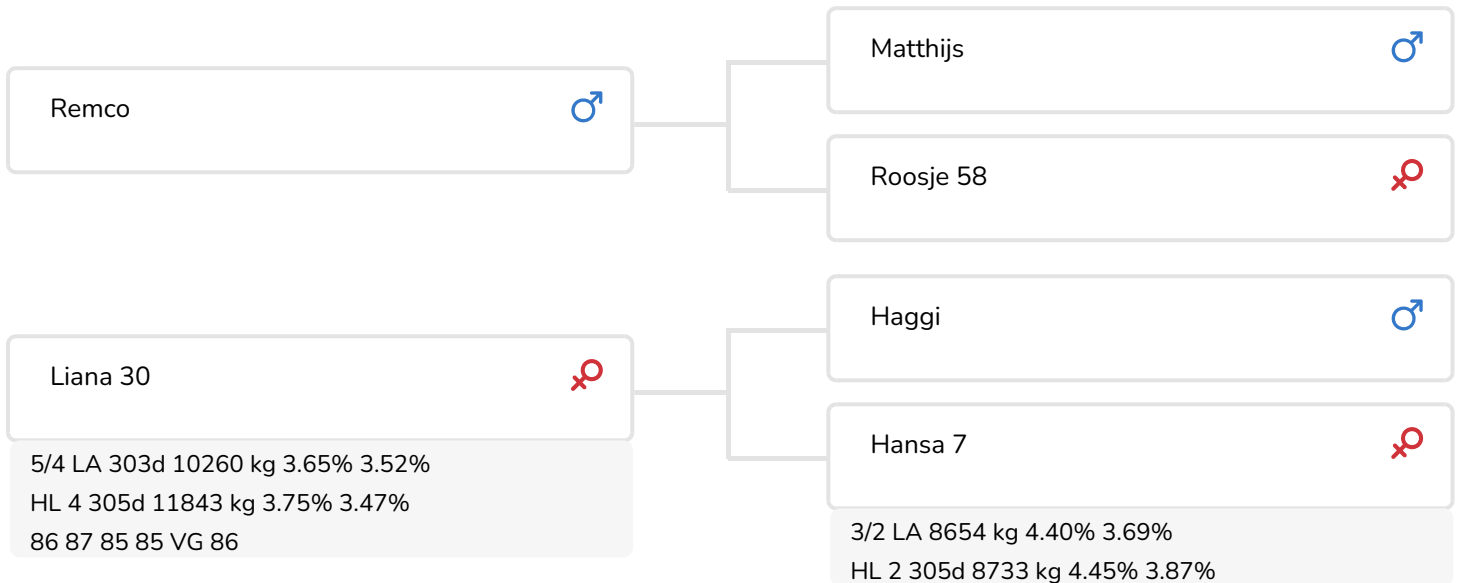 Remco
Matthijs
Roosje 58
Liana 30
5/4 LA 303d 10260 kg 3.65% 3.52%
HL 4 305d 11843 kg 3.75% 3.47%
86 87 85 85 VG 86
Haggi
Hansa 7
3/2 LA 8654 kg 4.40% 3.69%
HL 2 305d 8733 kg 4.45% 3.87%